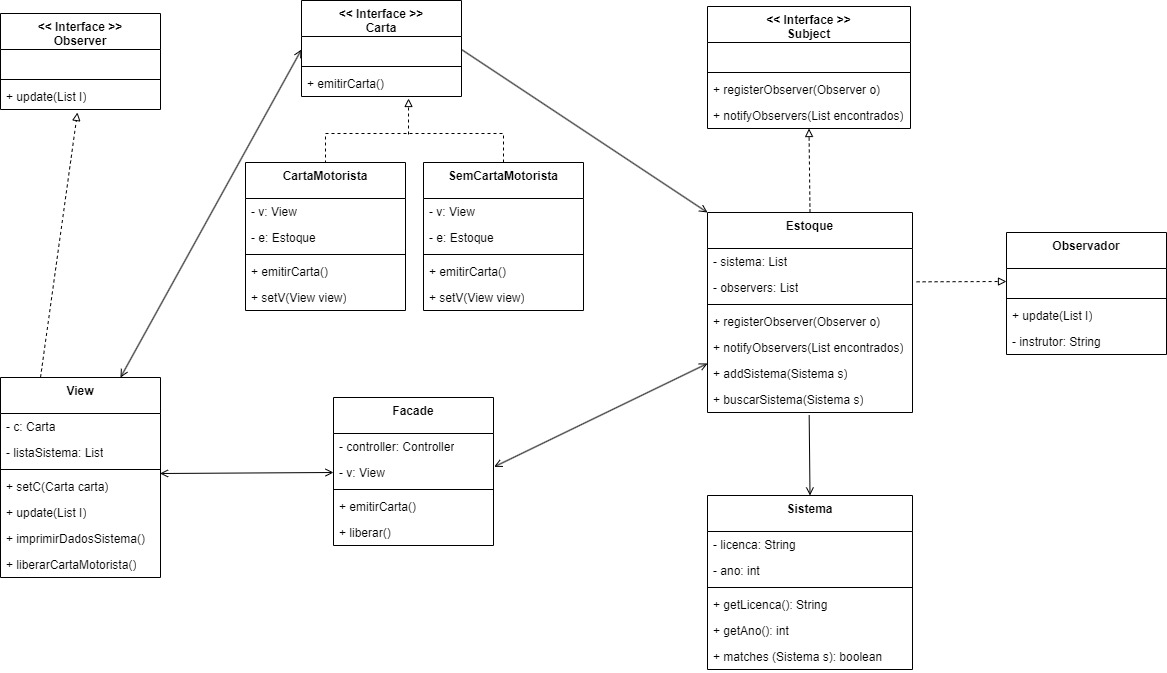 << Interface >>
Observer
+ update(List l)
<< Interface >>
Carta
+ emitirCarta()
<< Interface >>
Subject
+ registerObserver(Observer o)
+ notifyObservers(List encontrados)
CartaMotorista
- v: View
- e: Estoque
+ emitirCarta()
+ setV(View view)
SemCartaMotorista
- v: View
- e: Estoque
+ emitirCarta()
+ setV(View view)
Estoque
- sistema: List
- observers: List
+ registerObserver(Observer o)
+ notifyObservers(List encontrados)
+ addSistema(Sistema s)
+ buscarSistema(Sistema s)
Observador
+ update(List l)
- instrutor: String
View
- c: Carta
- listaSistema: List
+ setC(Carta carta)
+ update(List l)
+ imprimirDadosSistema()
+ liberarCartaMotorista()
Facade
- controller: Controller
- v: View
+ emitirCarta()
+ liberar()
Sistema
- licenca: String
- ano: int
+ getLicenca(): String
+ getAno(): int
+ matches (Sistema s): boolean